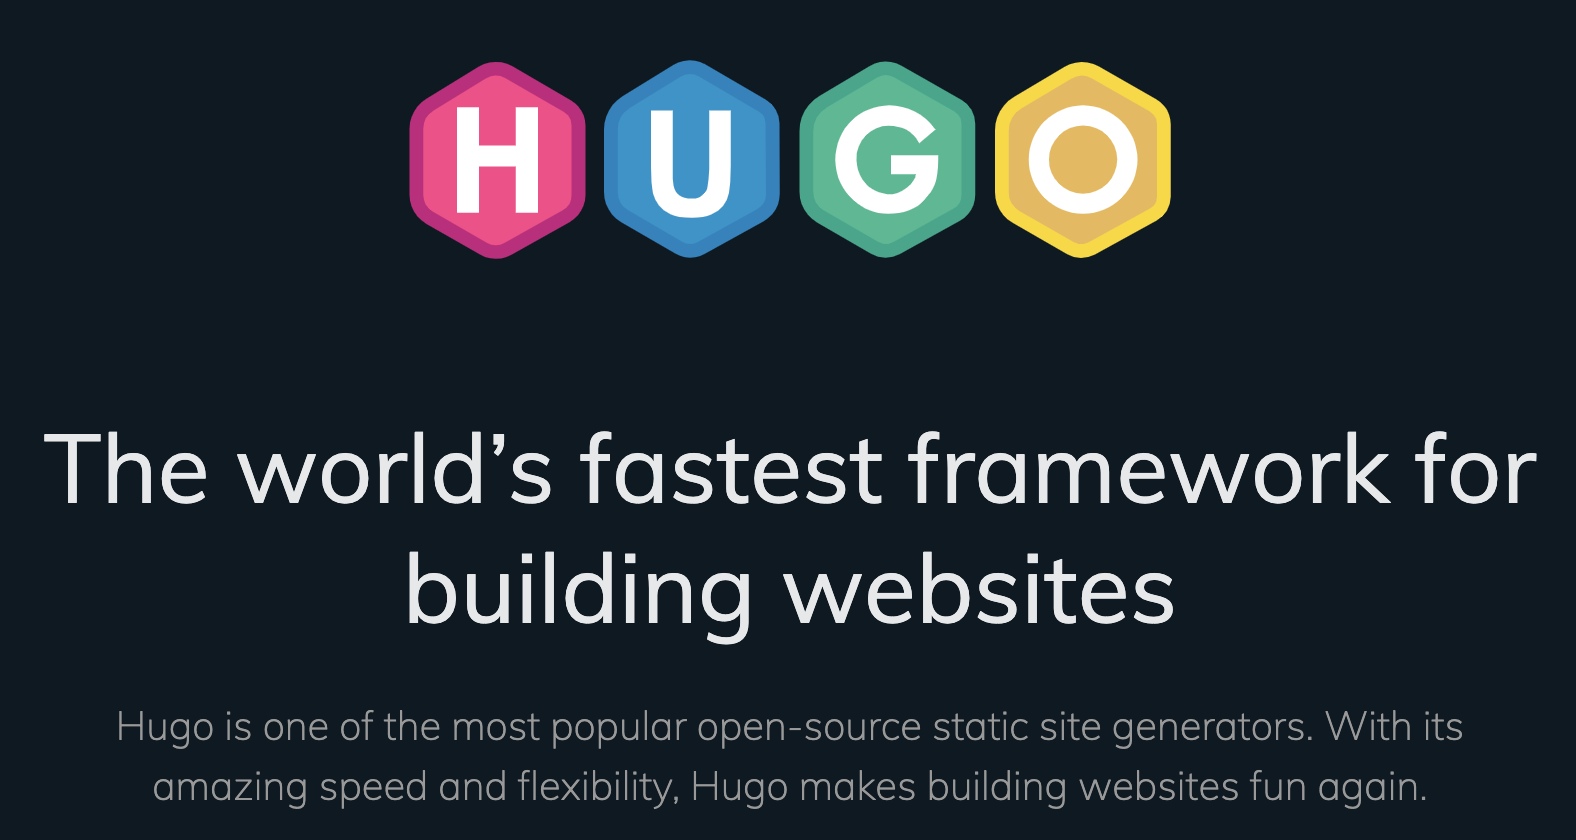 HUGO
The world’s fastest framework for
building websites
Hugo is one of the most popular open-source static site generators. With its
amazing speed and flexibility, Hugo makes building websites fun again.